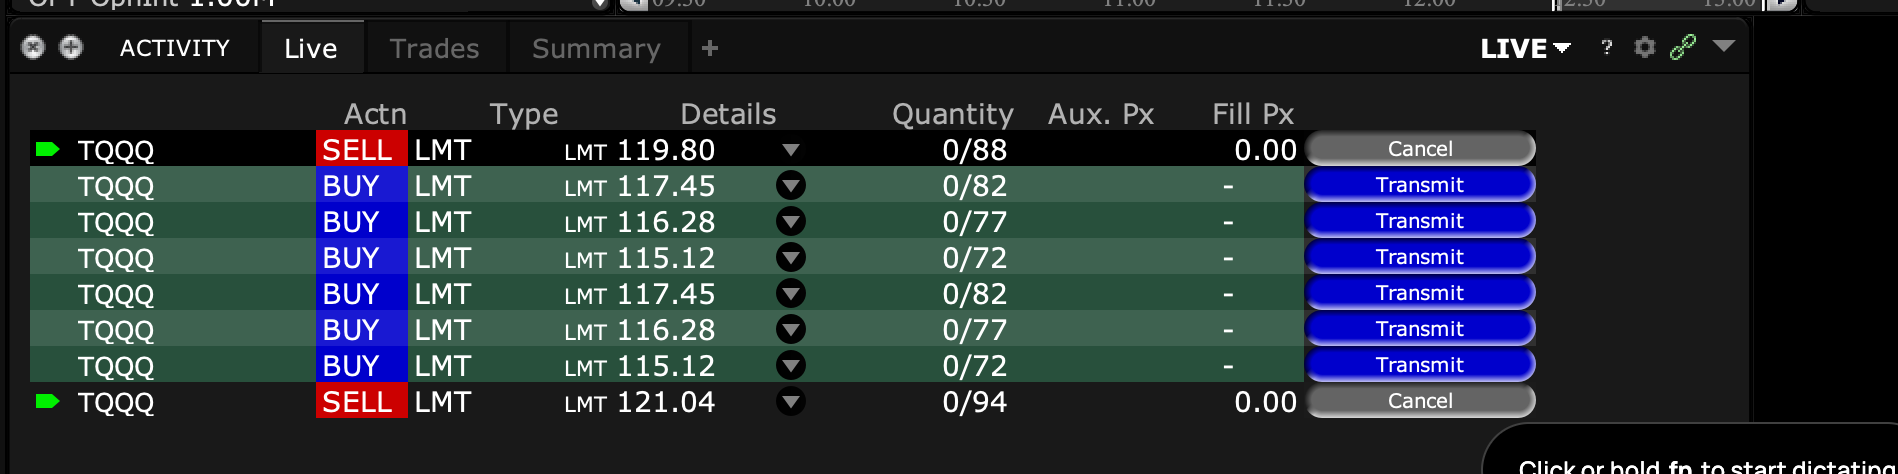 09:30 10:00 10:30 11:00 11:30 12:00 12:30 13:00
ACTIVITY Live Trades Summary + LIVE ?
Actn Type Details Quantity Aux. Px Fill Px
TQQQ SELL LMT LMT 119.80 0/88 0.00 Cancel
TQQQ BUY LMT LMT 117.45 0/82 - Transmit
TQQQ BUY LMT LMT 116.28 0/77 - Transmit
TQQQ BUY LMT LMT 115.12 0/72 - Transmit
TQQQ BUY LMT LMT 117.45 0/82 - Transmit
TQQQ BUY LMT LMT 116.28 0/77 - Transmit
TQQQ BUY LMT LMT 115.12 0/72 - Transmit
TQQQ SELL LMT LMT 121.04 0/94 0.00 Cancel
Click or hold fn to start dictating